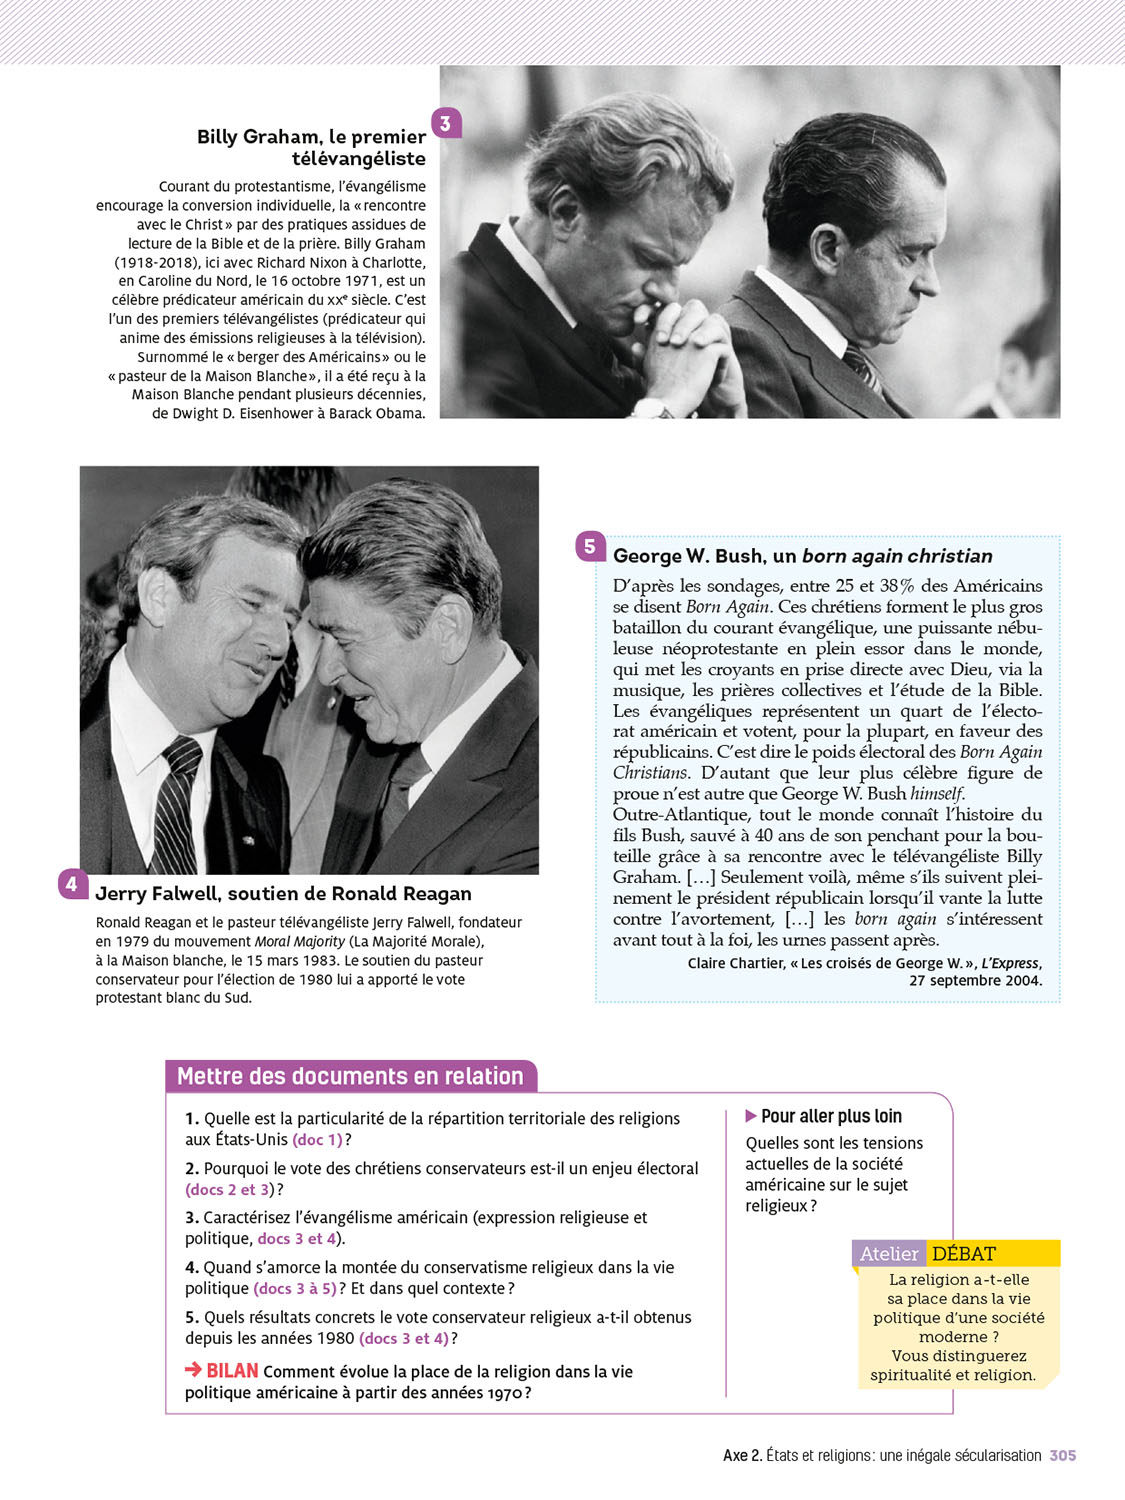 3
Billy Graham, le premier
télévangéliste
Courant du protestantisme, l'évangélisme
encourage la conversion individuelle, la « rencontre
avec le Christ » par des pratiques assidues de
lecture de la Bible et de la prière. Billy Graham
(1918-2018), ici avec Richard Nixon à Charlotte,
en Caroline du Nord, le 16 octobre 1971, est un
célèbre prédicateur américain du XXe siècle. C'est
l'un des premiers télévangélistes (prédicateur qui
anime des émissions religieuses à la télévision).
Surnommé le « berger des Américains » ou le
« pasteur de la Maison Blanche », il a été reçu à la
Maison Blanche pendant plusieurs décennies,
de Dwight D. Eisenhower à Barack Obama.
4
Jerry Falwell, soutien de Ronald Reagan
Ronald Reagan et le pasteur télévangéliste Jerry Falwell, fondateur
en 1979 du mouvement Moral Majority (La Majorité Morale),
à la Maison blanche, le 15 mars 1983. Le soutien du pasteur
conservateur pour l'élection de 1980 lui a apporté le vote
protestant blanc du Sud.
5
George W. Bush, un born again christian
D'après les sondages, entre 25 et 38 % des Américains
se disent Born Again. Ces chrétiens forment le plus gros
bataillon du courant évangélique, une puissante nébu-
leuse néoprotestante en plein essor dans le monde,
qui met les croyants en prise directe avec Dieu, via la
musique, les prières collectives et l'étude de la Bible.
Les évangéliques représentent un quart de l'électo-
rat américain et votent, pour la plupart, en faveur des
républicains. C'est dire le poids électoral des Born Again
Christians. D'autant que leur plus célèbre figure de
proue n'est autre que George W. Bush himself.
Outre-Atlantique, tout le monde connaît l'histoire du
fils Bush, sauvé à 40 ans de son penchant pour la bou-
teille grâce à sa rencontre avec le télévangéliste Billy
Graham. [...] Seulement voilà, même s'ils suivent plei-
nement le président républicain lorsqu'il vante la lutte
contre l'avortement, [...] les born again s'intéressent
avant tout à la foi, les urnes passent après.
Claire Chartier, « Les croisés de George W. », L'Express,
27 septembre 2004.
Mettre des documents en relation
1. Quelle est la particularité de la répartition territoriale des religions
aux États-Unis (doc 1) ?
2. Pourquoi le vote des chrétiens conservateurs est-il un enjeu électoral
(docs 2 et 3) ?
3. Caractérisez l'évangélisme américain (expression religieuse et
politique, docs 3 et 4).
4. Quand s'amorce la montée du conservatisme religieux dans la vie
politique (docs 3 à 5) ? Et dans quel contexte ?
5. Quels résultats concrets le vote conservateur religieux a-t-il obtenus
depuis les années 1980 (docs 3 et 4) ?
→ BILAN Comment évolue la place de la religion dans la vie
politique américaine à partir des années 1970 ?
▶ Pour aller plus loin
Quelles sont les tensions
actuelles de la société
américaine sur le sujet
religieux ?
Atelier DÉBAT
La religion a-t-elle
sa place dans la vie
politique d'une société
moderne ?
Vous distinguerez
spiritualité et religion.
Axe 2. États et religions : une inégale sécularisation 305